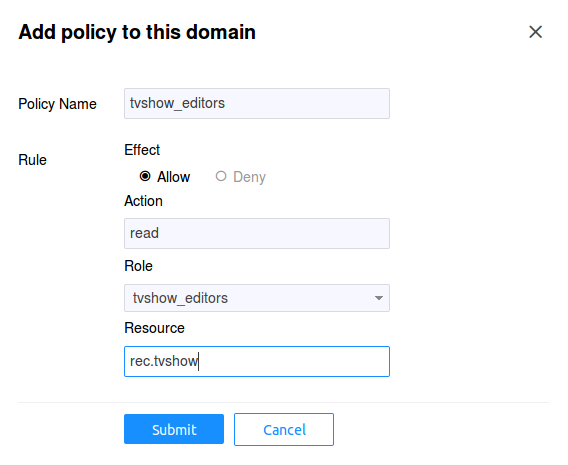 Add policy to this domain
Policy Name
tvshow_editors
Rule
Effect
Allow
Deny
Action
read
Role
tvshow_editors
Resource
rec.tvshow
Submit
Cancel